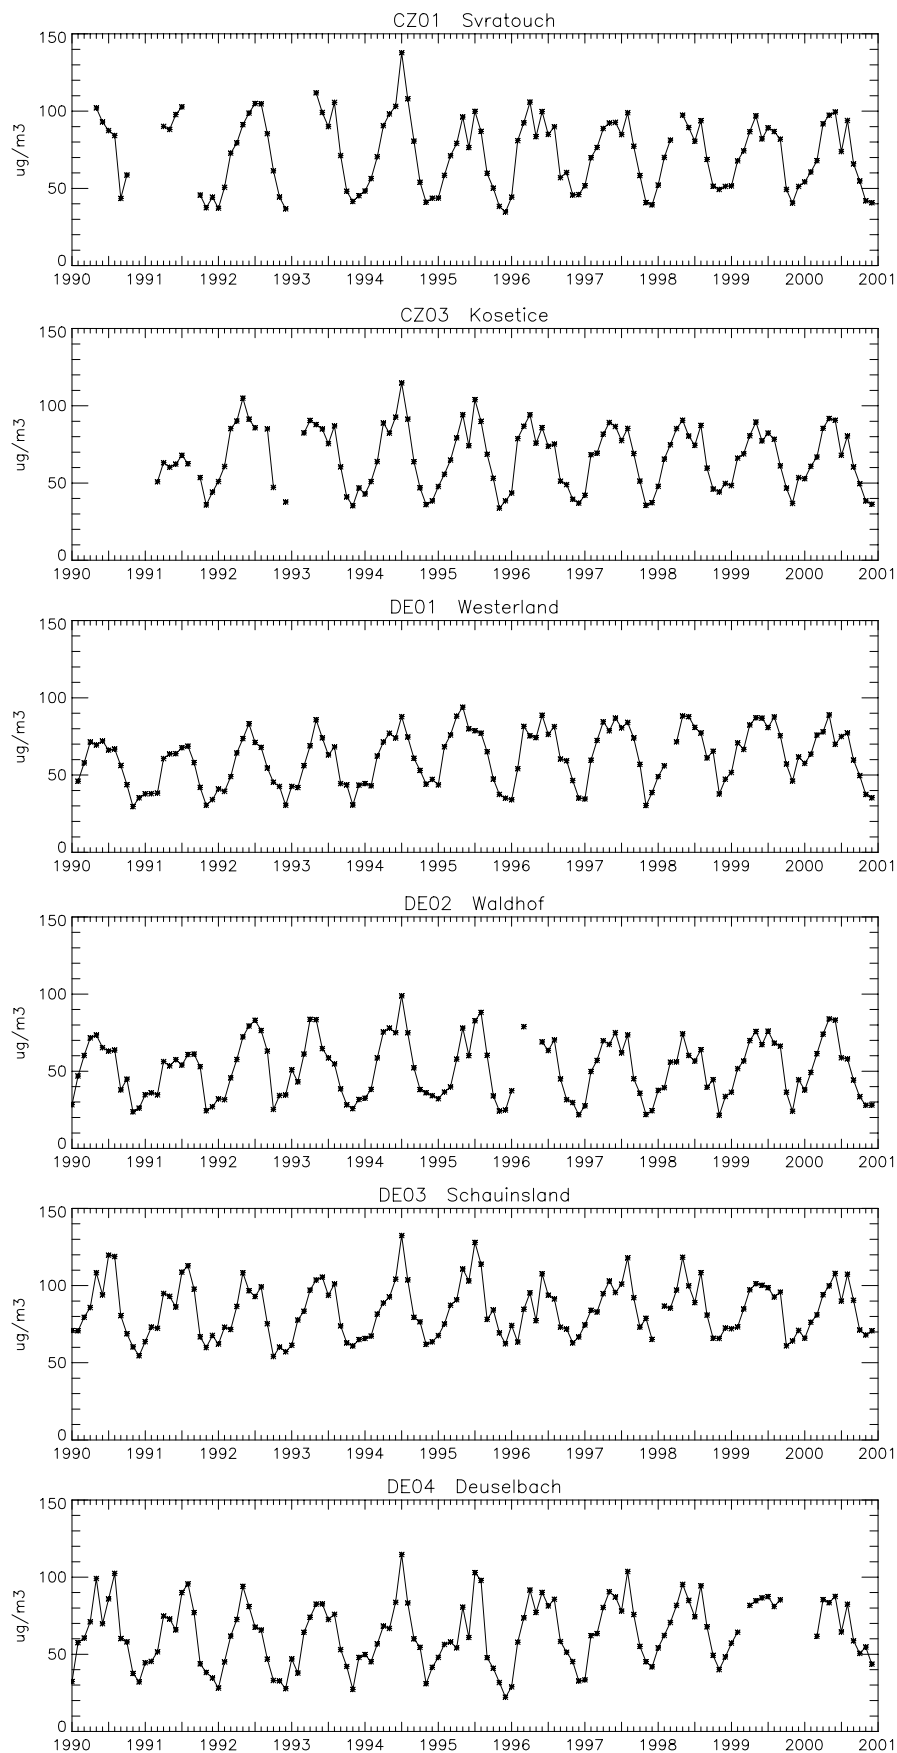 CZ01 Svratouch
150
100
50
0
ug/m3
1990 1991 1992 1993 1994 1995 1996 1997 1998 1999 2000 2001
CZ03 Kosetice
150
100
50
0
ug/m3
1990 1991 1992 1993 1994 1995 1996 1997 1998 1999 2000 2001
DE01 Westerland
150
100
50
0
ug/m3
1990 1991 1992 1993 1994 1995 1996 1997 1998 1999 2000 2001
DE02 Waldhof
150
100
50
0
ug/m3
1990 1991 1992 1993 1994 1995 1996 1997 1998 1999 2000 2001
DE03 Schauinsland
150
100
50
0
ug/m3
1990 1991 1992 1993 1994 1995 1996 1997 1998 1999 2000 2001
DE04 Deuselbach
150
100
50
0
ug/m3
1990 1991 1992 1993 1994 1995 1996 1997 1998 1999 2000 2001